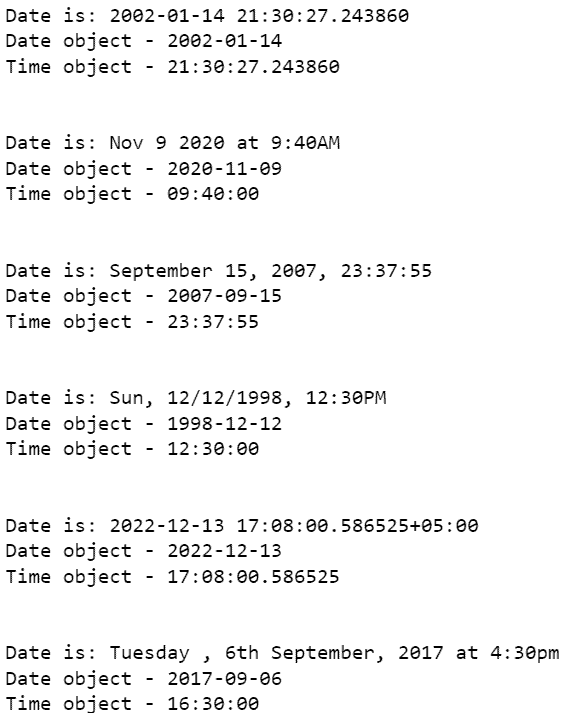 Date is: 2002-01-14 21:30:27.243860
Date object - 2002-01-14
Time object - 21:30:27.243860
Date is: Nov 9 2020 at 9:40AM
Date object - 2020-11-09
Time object - 09:40:00
Date is: September 15, 2007, 23:37:55
Date object - 2007-09-15
Time object - 23:37:55
Date is: Sun, 12/12/1998, 12:30PM
Date object - 1998-12-12
Time object - 12:30:00
Date is: 2022-12-13 17:08:00.586525+05:00
Date object - 2022-12-13
Time object - 17:08:00.586525
Date is: Tuesday , 6th September, 2017 at 4:30pm
Date object - 2017-09-06
Time object - 16:30:00